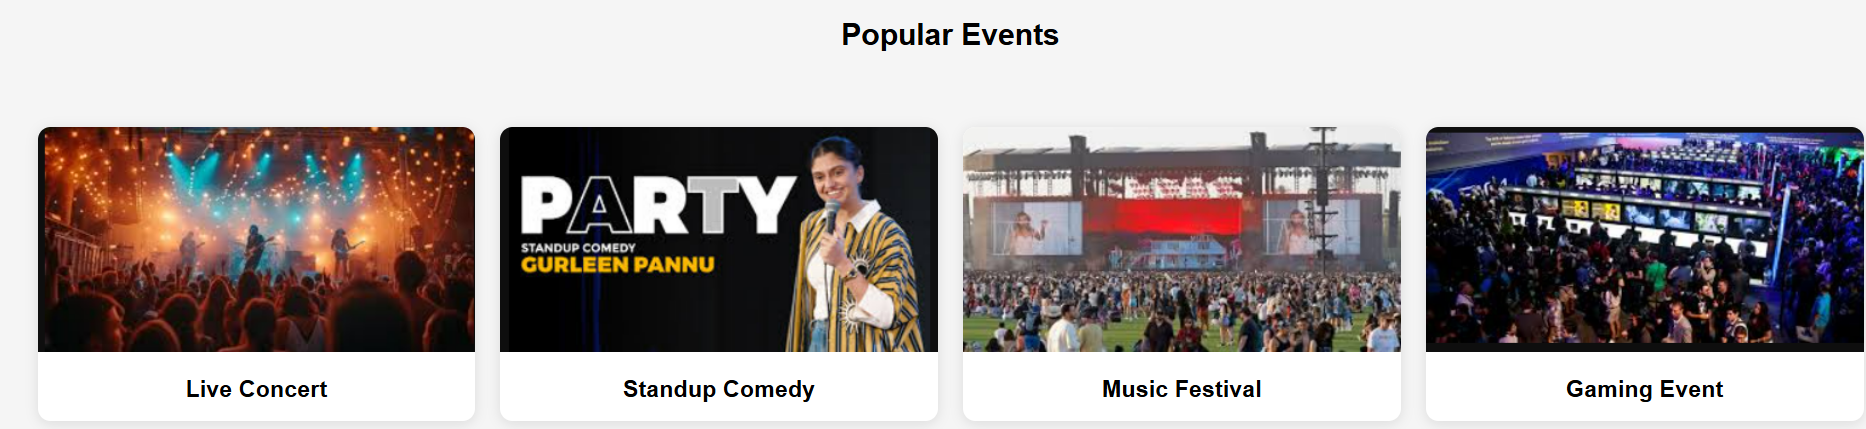 Popular Events
PARTY
STANDUP COMEDY
GURLEEN PANNU
Live Concert
Standup Comedy
Music Festival
Gaming Event